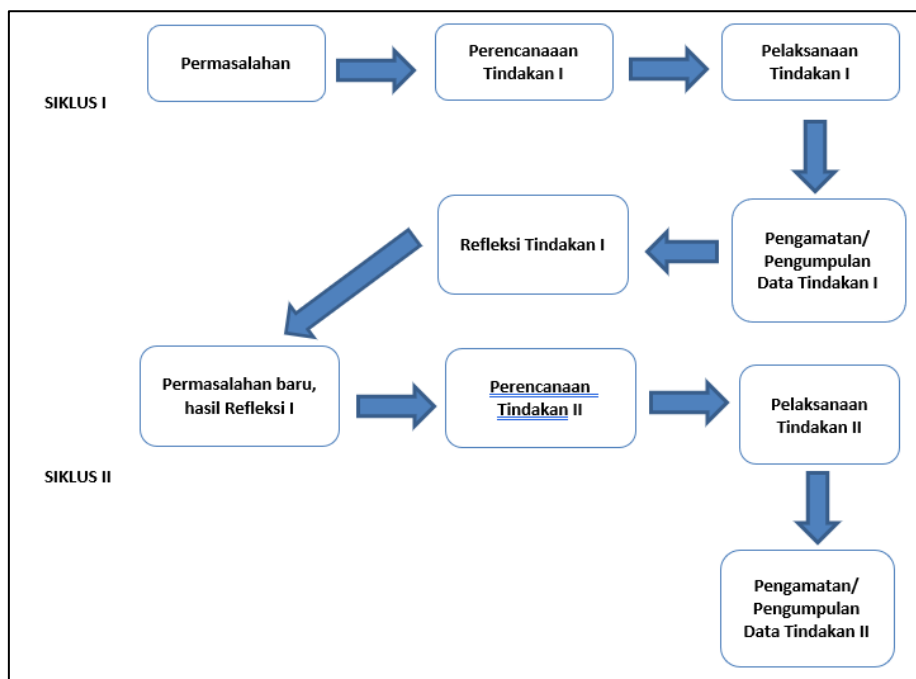 Permasalahan
Perencanaaan
Tindakan I
Pelaksanaan
Tindakan I
SIKLUS I
Refleksi Tindakan I
Pengamatan/
Pengumpulan
Data Tindakan I
Permasalahan baru,
hasil Refleksi I
Perencanaan
Tindakan II
Pelaksanaan
Tindakan II
SIKLUS II
Pengamatan/
Pengumpulan
Data Tindakan II